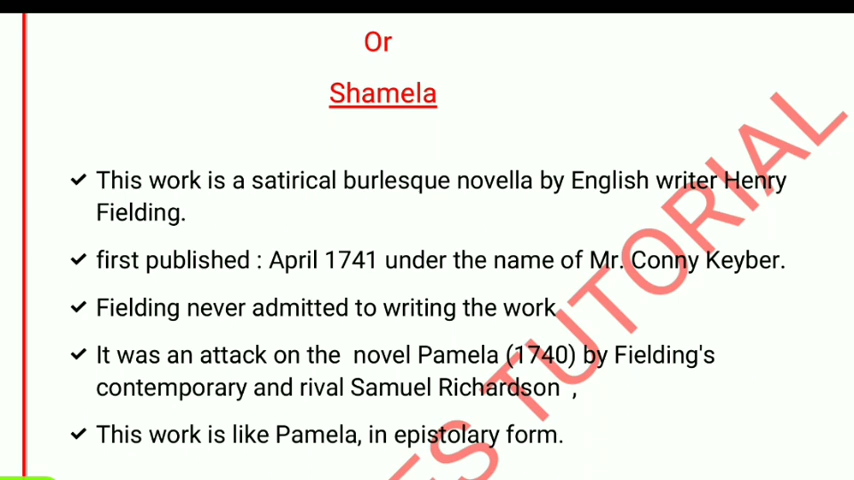 Or
Shamela
✓ This work is a satirical burlesque novella by English writer Henry
Fielding.
✓ first published : April 1741 under the name of Mr. Conny Keyber.
✓ Fielding never admitted to writing the work
✓ It was an attack on the novel Pamela (1740) by Fielding's
contemporary and rival Samuel Richardson ,
✓ This work is like Pamela, in epistolary form.
ES TUTORIAL